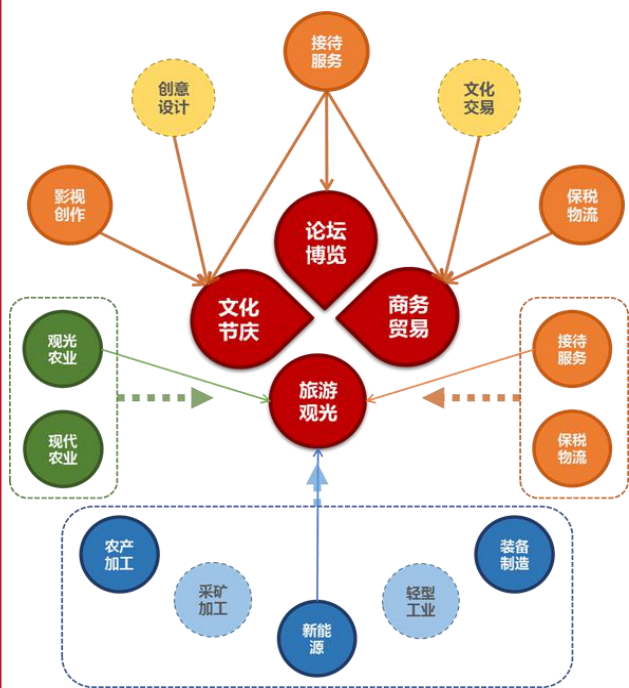 接待
服务
创意
设计
文化
交易
影视
创作
保税
物流
论坛
博览
文化
节庆
商务
贸易
观光
农业
旅游
观光
接待
服务
现代
农业
保税
物流
农产
加工
装备
制造
采矿
加工
轻型
工业
新能
源